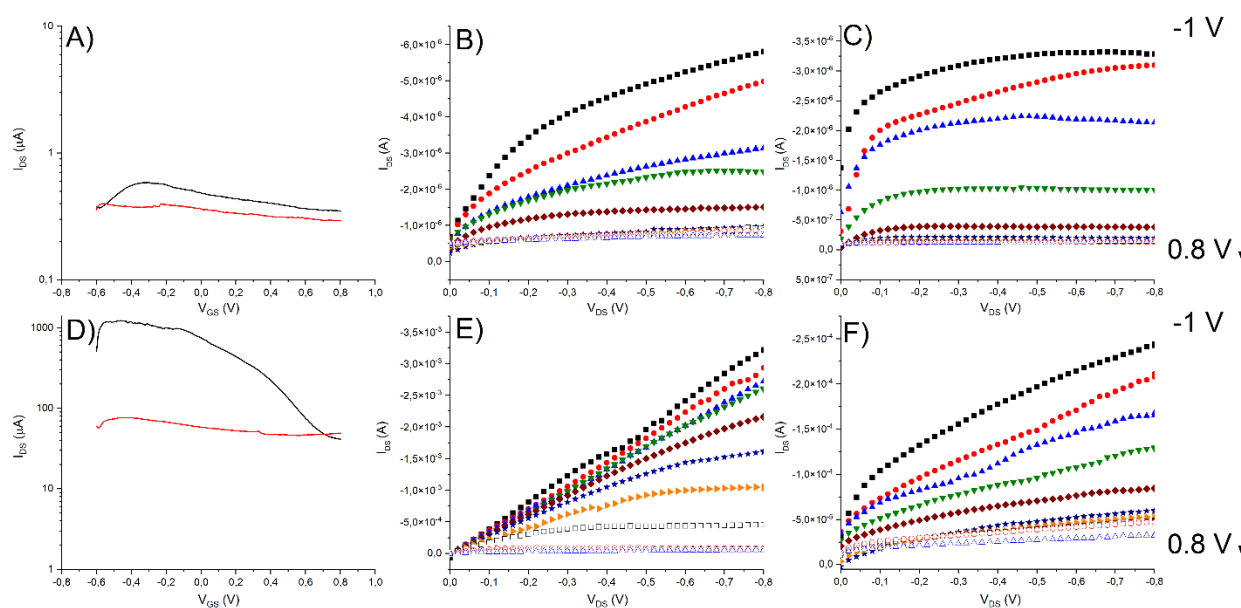 A)
10
1
0,1
I_DS (μA)
-0,8 -0,6 -0,4 -0,2 0,0 0,2 0,4 0,6 0,8 1,0
V_GS (V)
B)
-6,0×10⁻⁶
-5,0×10⁻⁶
-4,0×10⁻⁶
-3,0×10⁻⁶
-2,0×10⁻⁶
-1,0×10⁻⁶
0,0
I_DS (A)
0,0 -0,1 -0,2 -0,3 -0,4 -0,5 -0,6 -0,7 -0,8
V_DS (V)
C)
-3,5×10⁻⁶
-3,0×10⁻⁶
-2,5×10⁻⁶
-2,0×10⁻⁶
-1,5×10⁻⁶
-1,0×10⁻⁶
-5,0×10⁻⁷
0,0
5,0×10⁻⁷
I_DS (A)
0,0 -0,1 -0,2 -0,3 -0,4 -0,5 -0,6 -0,7 -0,8
V_DS (V)
-1 V
0.8 V
D)
1000
100
10
1
I_DS (μA)
-0,8 -0,6 -0,4 -0,2 0,0 0,2 0,4 0,6 0,8 1,0
V_GS (V)
E)
-3,5×10⁻³
-3,0×10⁻³
-2,5×10⁻³
-2,0×10⁻³
-1,5×10⁻³
-1,0×10⁻³
-5,0×10⁻⁴
0,0
I_DS (A)
0,0 -0,1 -0,2 -0,3 -0,4 -0,5 -0,6 -0,7 -0,8
V_DS (V)
F)
-2,5×10⁻⁴
-2,0×10⁻⁴
-1,5×10⁻⁴
-1,0×10⁻⁴
-5,0×10⁻⁵
0,0
I_DS (A)
0,0 -0,1 -0,2 -0,3 -0,4 -0,5 -0,6 -0,7 -0,8
V_DS (V)
-1 V
0.8 V